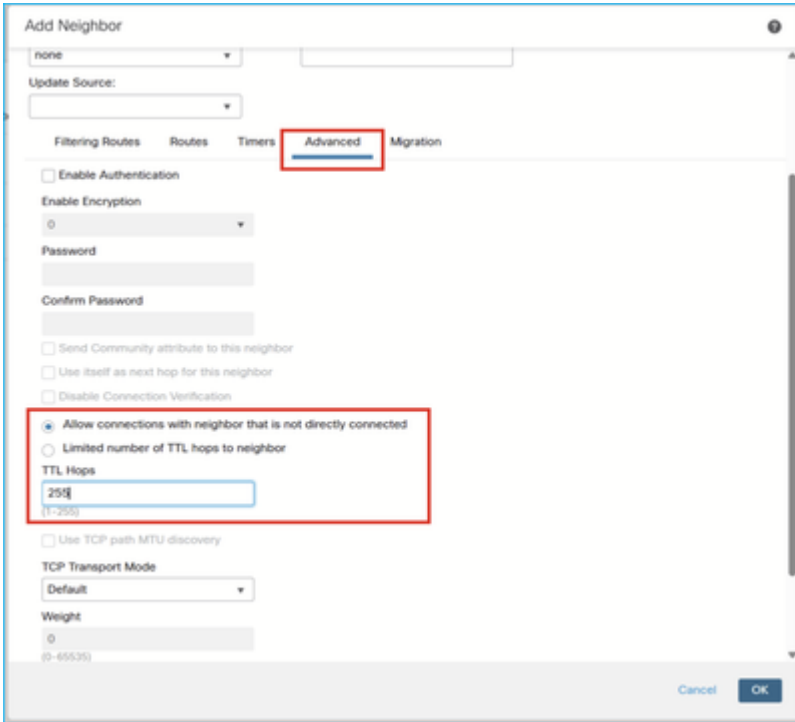 Add Neighbor
none
Update Source:
Filtering Routes Routes Timers Advanced Migration
Enable Authentication
Enable Encryption
0
Password
Confirm Password
Send Community attribute to this neighbor
Use itself as next hop for this neighbor
Disable Connection Verification
Allow connections with neighbor that is not directly connected
Limited number of TTL hops to neighbor
TTL Hops
255
(1-255)
Use TCP path MTU discovery
TCP Transport Mode
Default
Weight
0
(0-65535)
Cancel OK